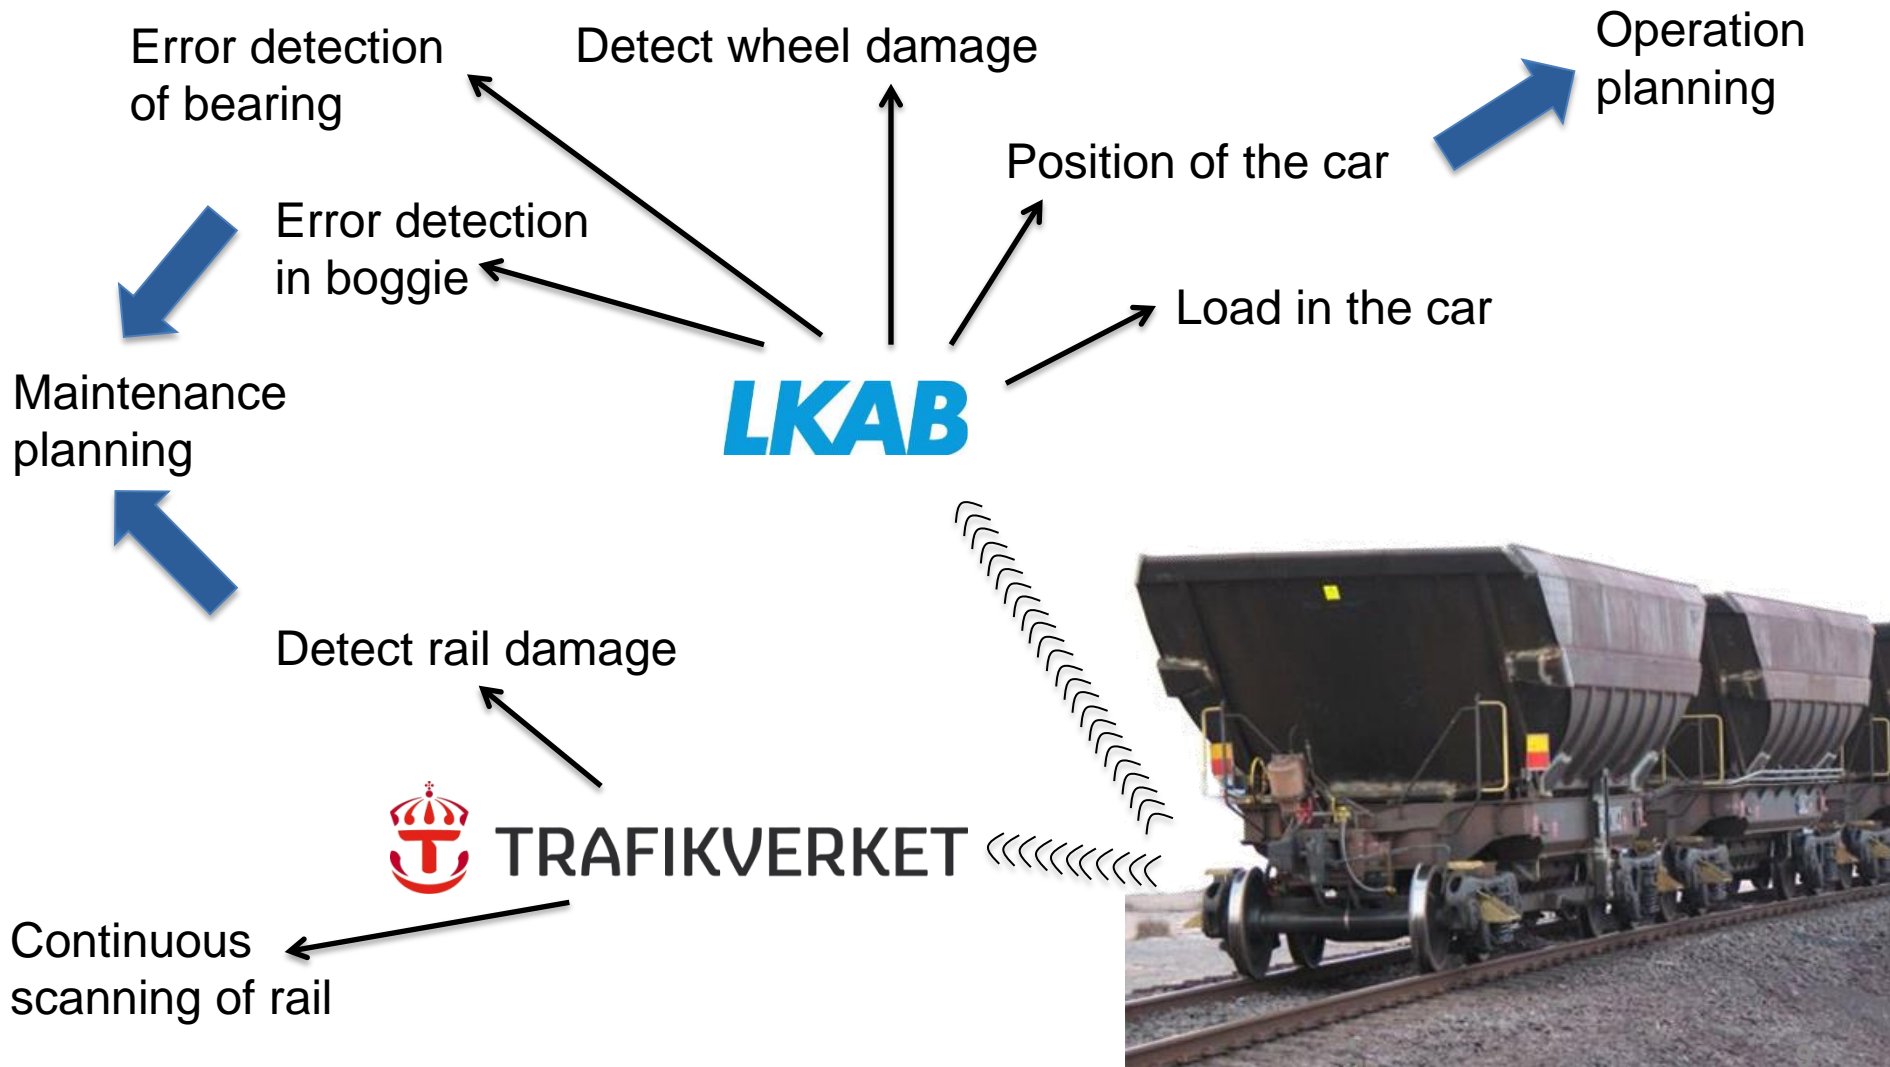 Error detection
of bearing
Detect wheel damage
Operation
planning
Position of the car
Error detection
in boggie
Load in the car
Maintenance
planning
LKAB
Detect rail damage
TRAFIKVERKET
Continuous
scanning of rail